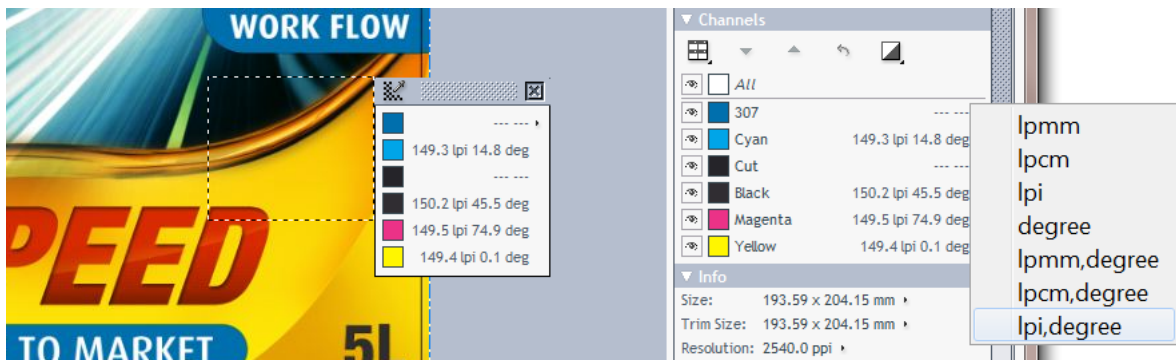 WORK FLOW
PEED
TO MARKET
5L
--- ---
149.3 lpi 14.8 deg
--- ---
150.2 lpi 45.5 deg
149.5 lpi 74.9 deg
149.4 lpi 0.1 deg
Channels
All
307 --- ---
Cyan 149.3 lpi 14.8 deg
Cut --- ---
Black 150.2 lpi 45.5 deg
Magenta 149.5 lpi 74.9 deg
Yellow 149.4 lpi 0.1 deg
Info
Size: 193.59 x 204.15 mm
Trim Size: 193.59 x 204.15 mm
Resolution: 2540.0 ppi
lpmm
lpcm
lpi
degree
lpmm,degree
lpcm,degree
lpi,degree